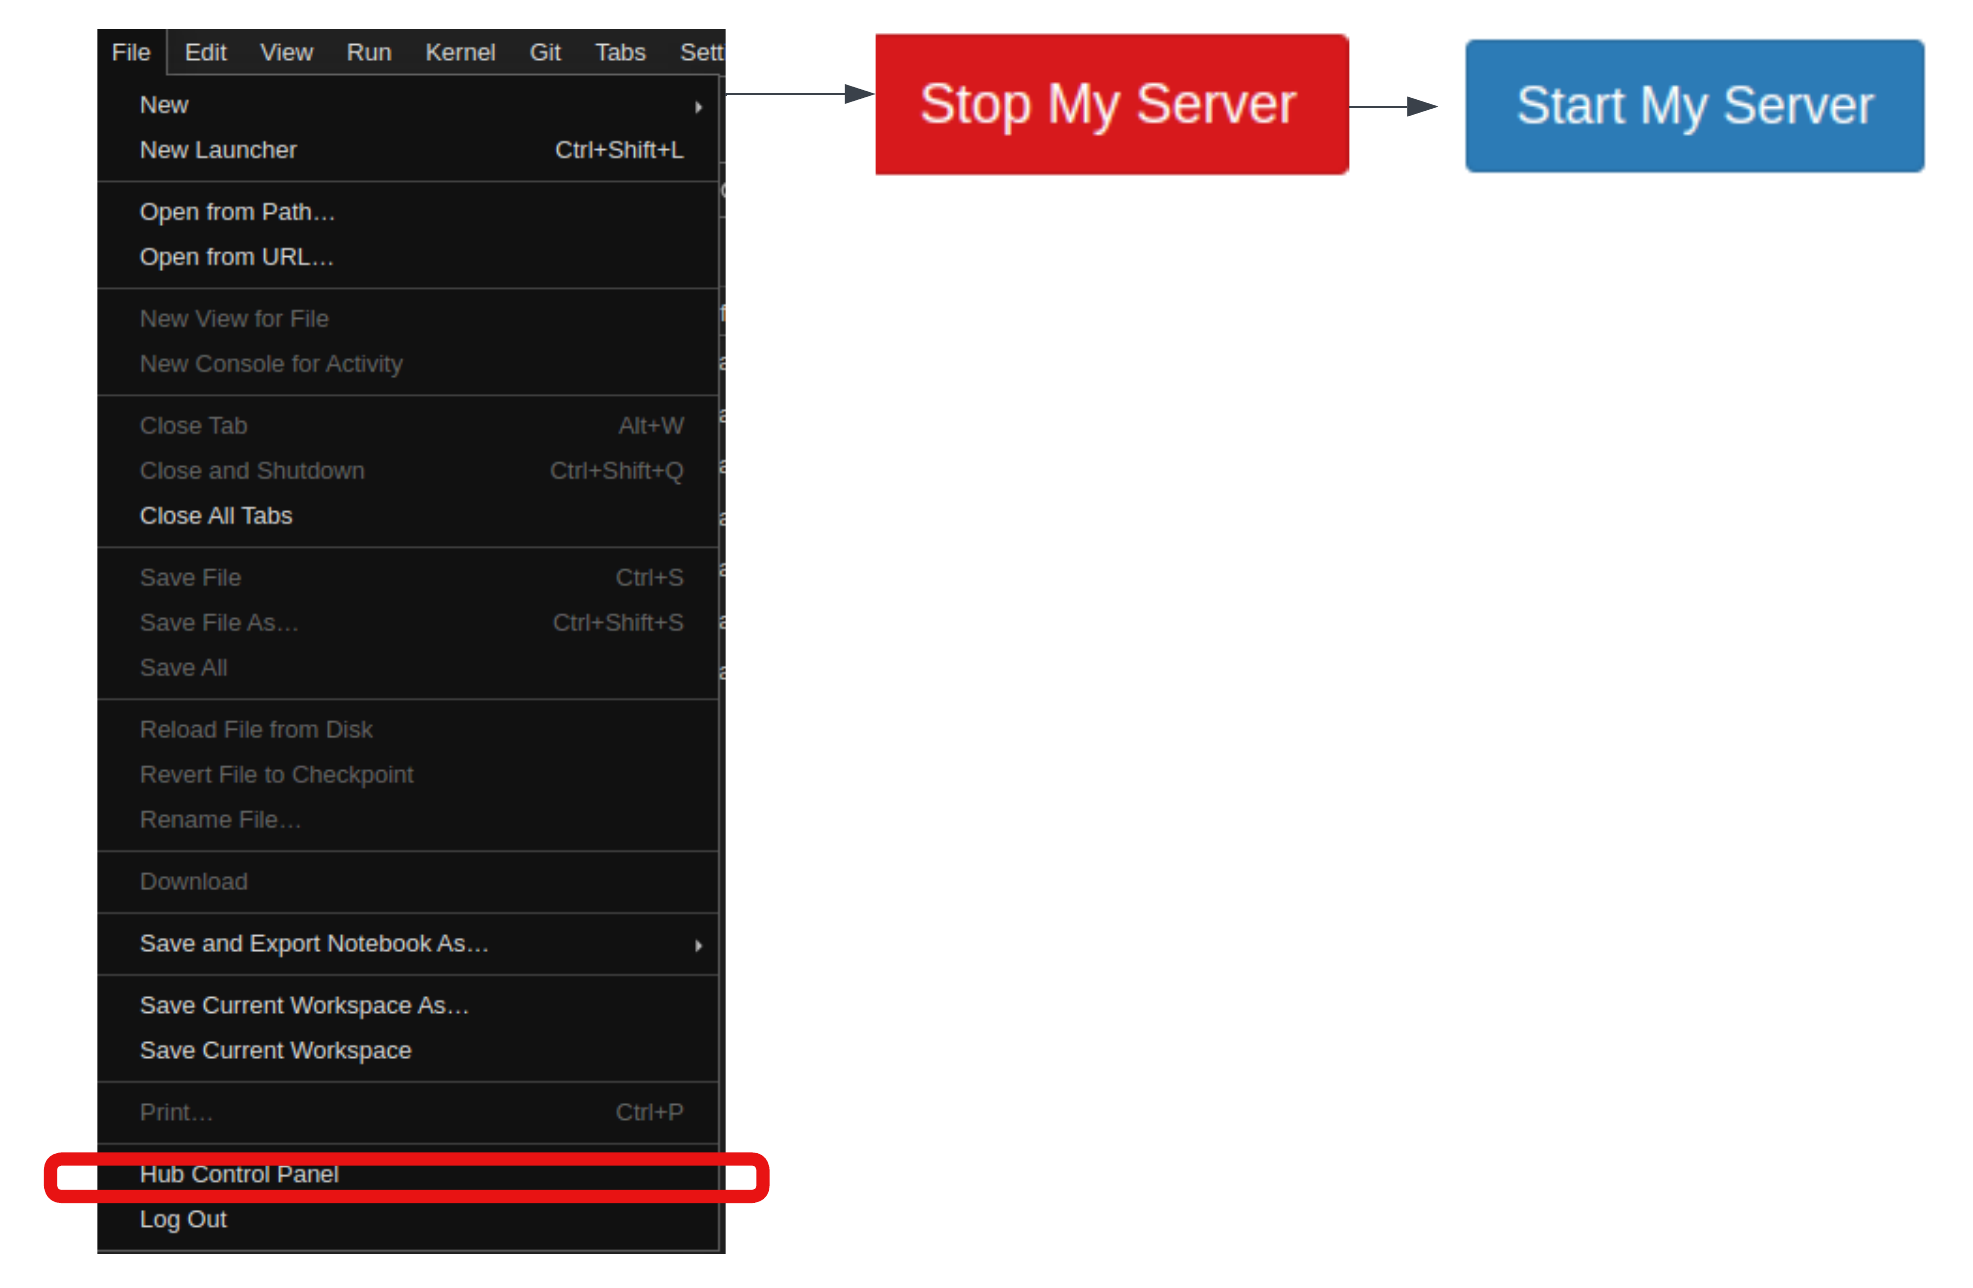 File Edit View Run Kernel Git Tabs Sett
New
New Launcher Ctrl+Shift+L
Open from Path…
Open from URL…
New View for File
New Console for Activity
Close Tab Alt+W
Close and Shutdown Ctrl+Shift+Q
Close All Tabs
Save File Ctrl+S
Save File As… Ctrl+Shift+S
Save All
Reload File from Disk
Revert File to Checkpoint
Rename File…
Download
Save and Export Notebook As…
Save Current Workspace As…
Save Current Workspace
Print… Ctrl+P
Hub Control Panel
Log Out
Stop My Server
Start My Server